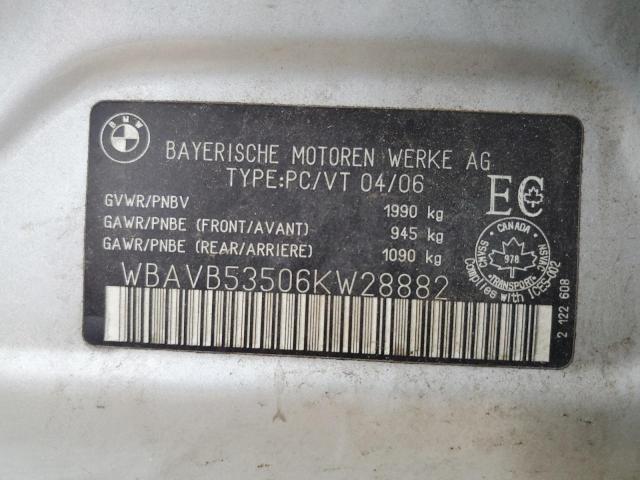 BMW
BAYERISCHE MOTOREN WERKE AG
TYPE:PC/VT 04/06
GVWR/PNBV 1990 kg
GAWR/PNBE (FRONT/AVANT) 945 kg
GAWR/PNBE (REAR/ARRIERE) 1090 kg
WBAVB53506KW28882
EC
CANADA
CMVSS
NSVAC
978
TRANSPORT
Complies with ICES-002
2 122 608